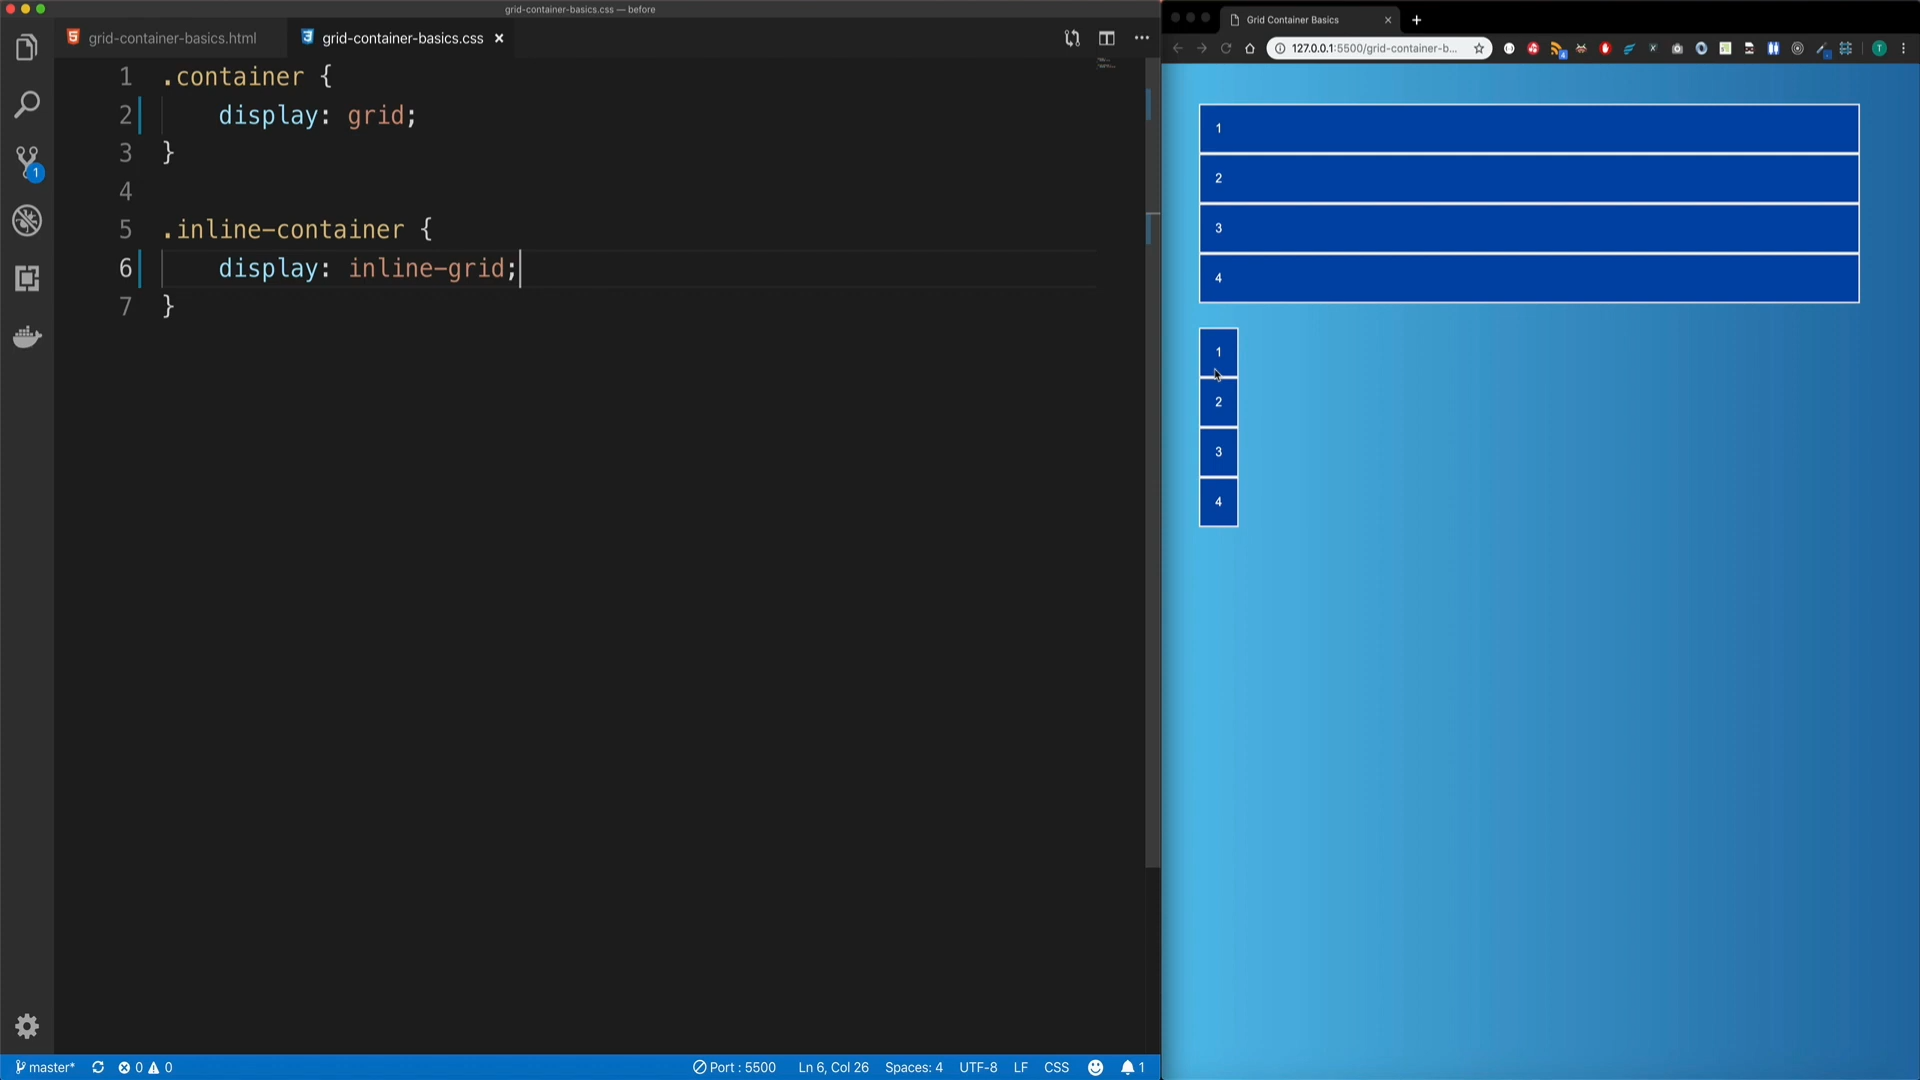 grid-container-basics.css — before
grid-container-basics.html
grid-container-basics.css ×
1 .container {
2 display: grid;
3 }
4
5 .inline-container {
6 display: inline-grid;
7 }
1
master* 0 0 Port : 5500 Ln 6, Col 26 Spaces: 4 UTF-8 LF CSS 1
Grid Container Basics
127.0.0.1:5500/grid-container-b...
4
T
1
2
3
4
1
2
3
4